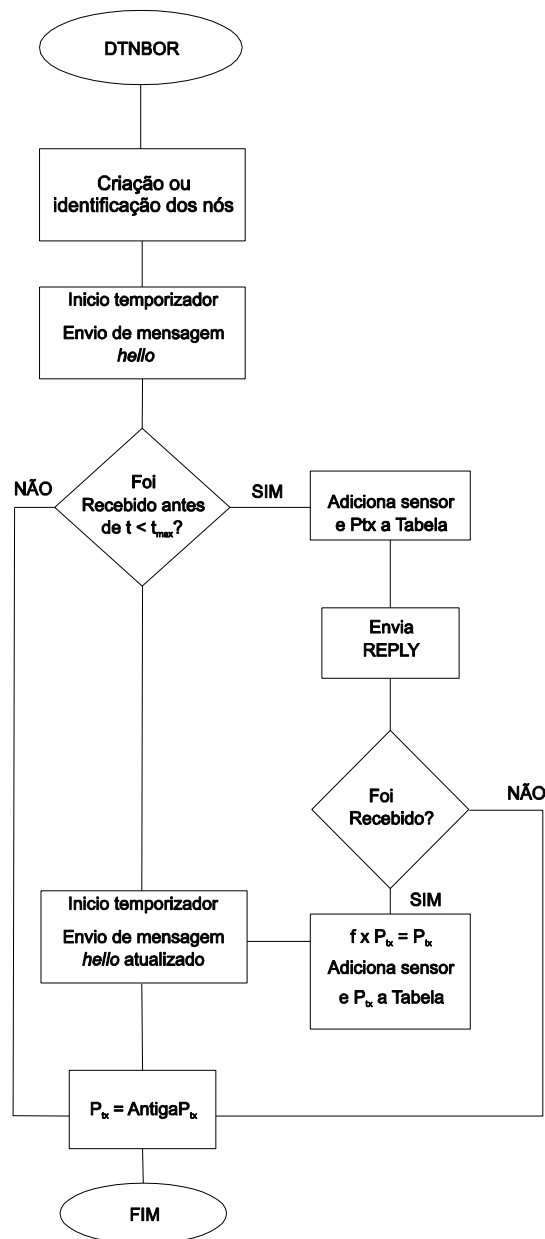 DTNBOR
Criação ou
identificação dos nós
Inicio temporizador
Envio de mensagem
hello
Foi
Recebido antes
de t < tmax?
NÃO
SIM
Adiciona sensor
e Ptx a Tabela
Envia
REPLY
Foi
Recebido?
NÃO
SIM
f x Ptx = Ptx
Adiciona sensor
e Ptx a Tabela
Inicio temporizador
Envio de mensagem
hello atualizado
Ptx = AntigaPtx
FIM